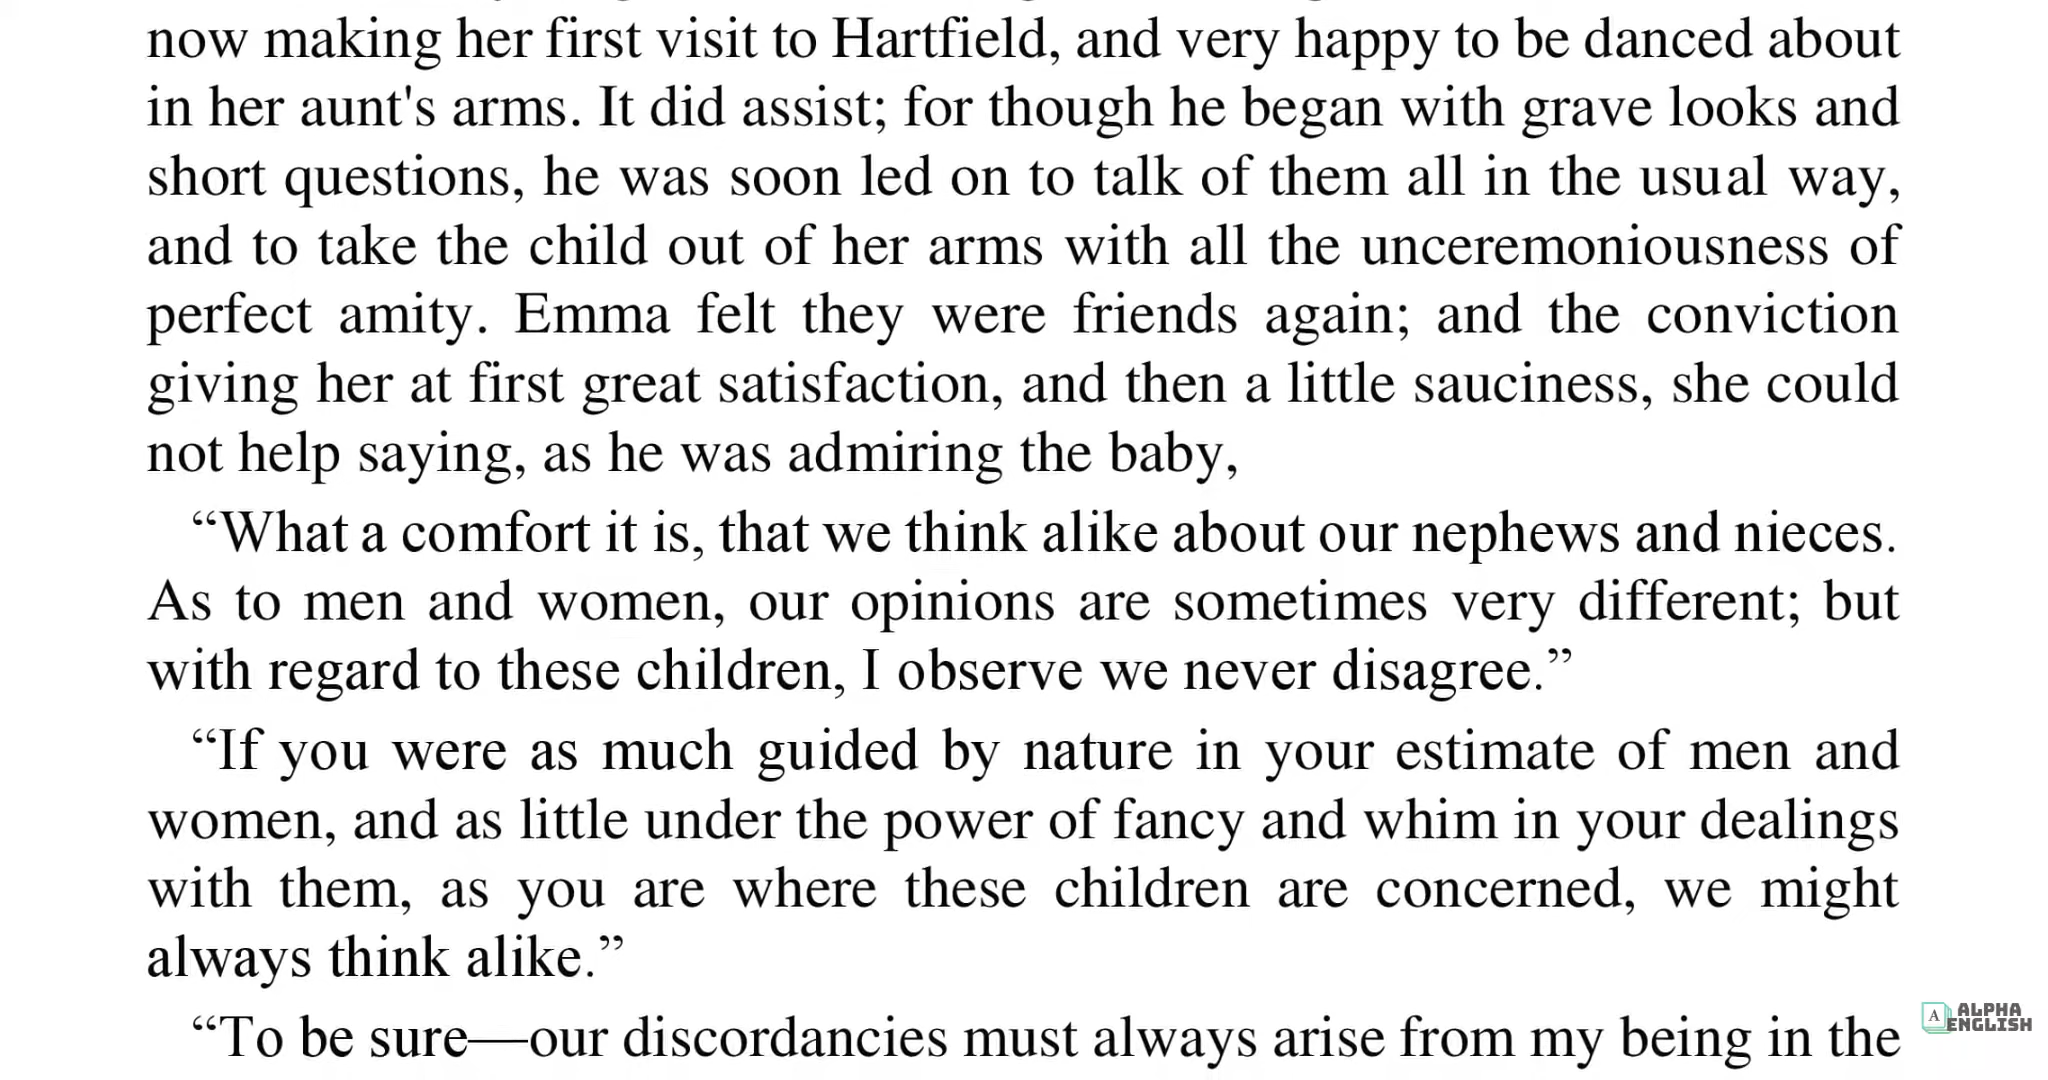 now making her first visit to Hartfield, and very happy to be danced about
in her aunt's arms. It did assist; for though he began with grave looks and
short questions, he was soon led on to talk of them all in the usual way,
and to take the child out of her arms with all the unceremoniousness of
perfect amity. Emma felt they were friends again; and the conviction
giving her at first great satisfaction, and then a little sauciness, she could
not help saying, as he was admiring the baby,
“What a comfort it is, that we think alike about our nephews and nieces.
As to men and women, our opinions are sometimes very different; but
with regard to these children, I observe we never disagree.”
“If you were as much guided by nature in your estimate of men and
women, and as little under the power of fancy and whim in your dealings
with them, as you are where these children are concerned, we might
always think alike.”
“To be sure—our discordancies must always arise from my being in the
A ALPHA
ENGLISH